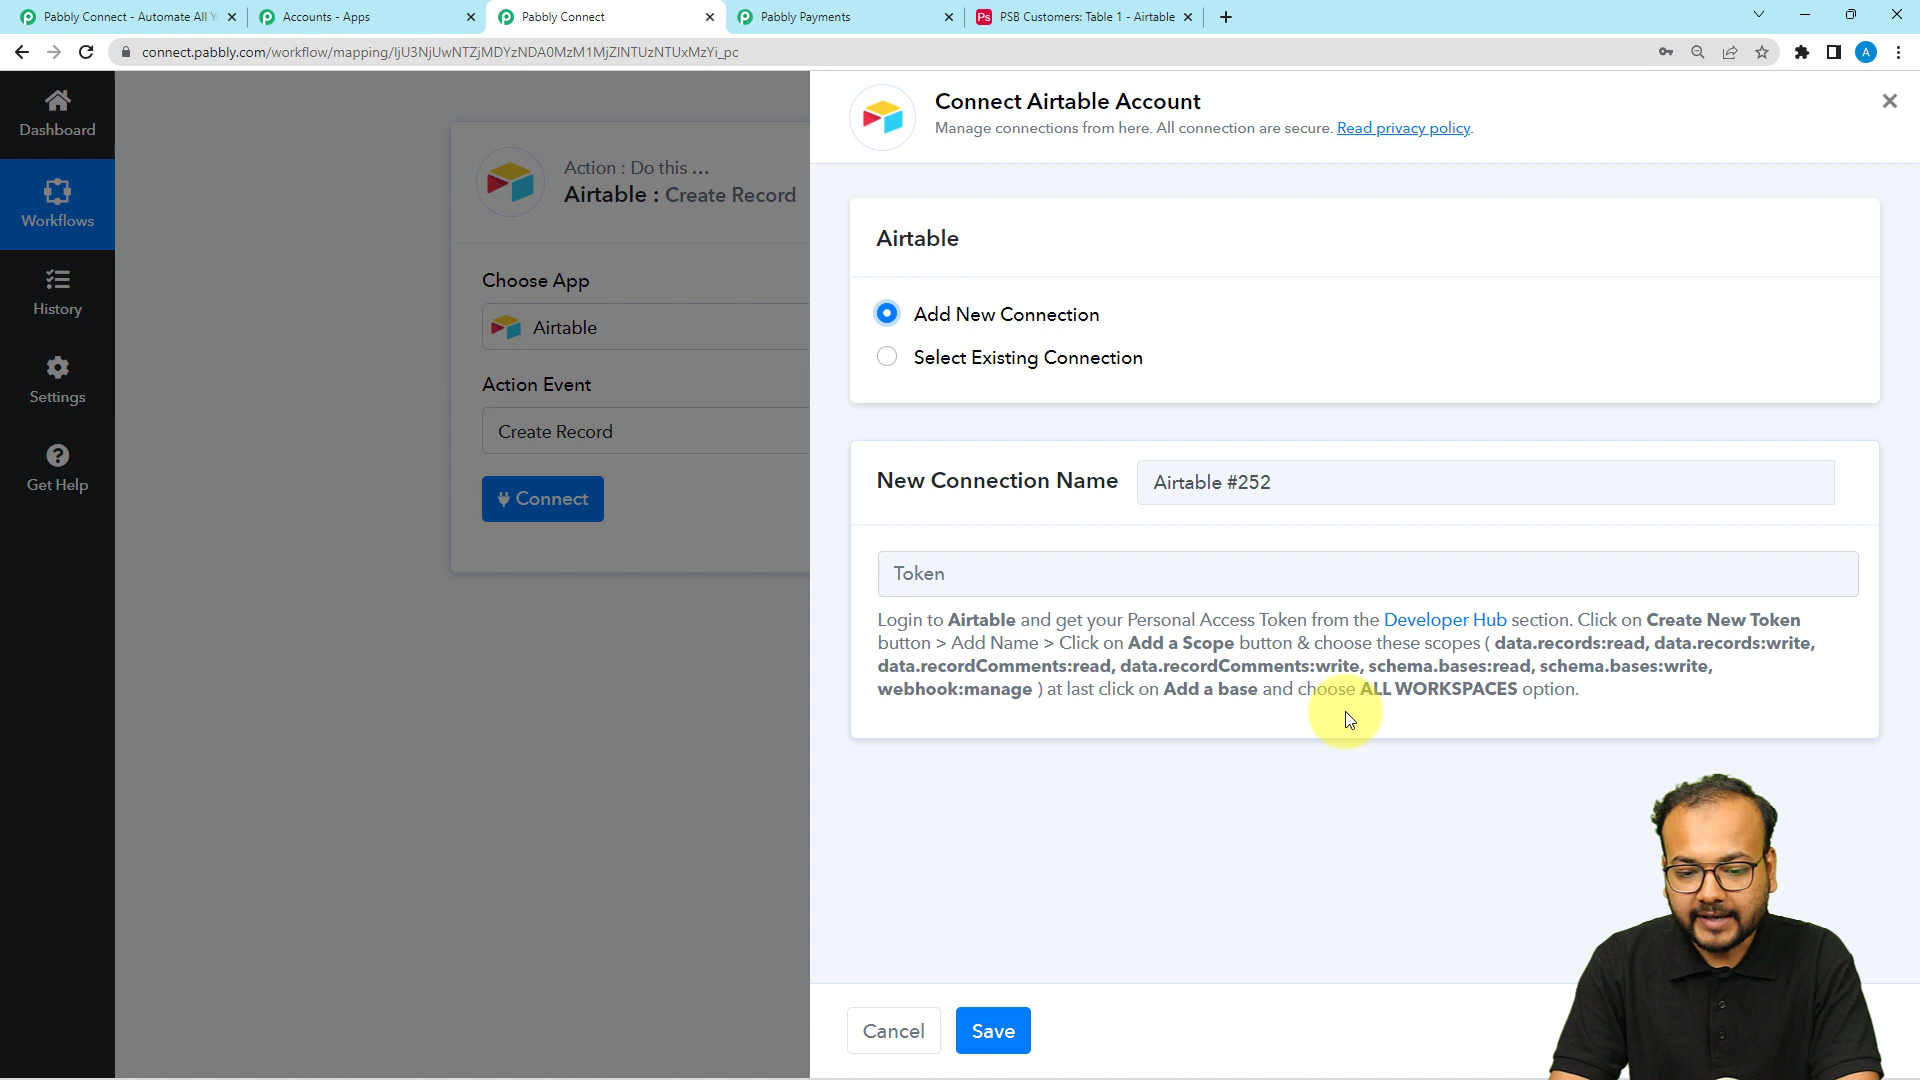 Pabbly Connect - Automate All Y
Accounts - Apps
Pabbly Connect
Pabbly Payments
Ps
PSB Customers: Table 1 - Airtable
connect.pabbly.com/workflow/mapping/IjU3NjUwNTZjMDYzNDA0MzM1MjZlNTUzNTUxMzYi_pc
A
Dashboard
Workflows
History
Settings
Get Help
Action : Do this ...
Airtable : Create Record
Choose App
Airtable
Action Event
Create Record
Connect
Connect Airtable Account
Manage connections from here. All connection are secure. Read privacy policy.
Airtable
Add New Connection
Select Existing Connection
New Connection Name
Airtable #252
Token
Login to Airtable and get your Personal Access Token from the Developer Hub section. Click on Create New Token
button > Add Name > Click on Add a Scope button & choose these scopes ( data.records:read, data.records:write,
data.recordComments:read, data.recordComments:write, schema.bases:read, schema.bases:write,
webhook:manage ) at last click on Add a base and choose ALL WORKSPACES option.
Cancel
Save